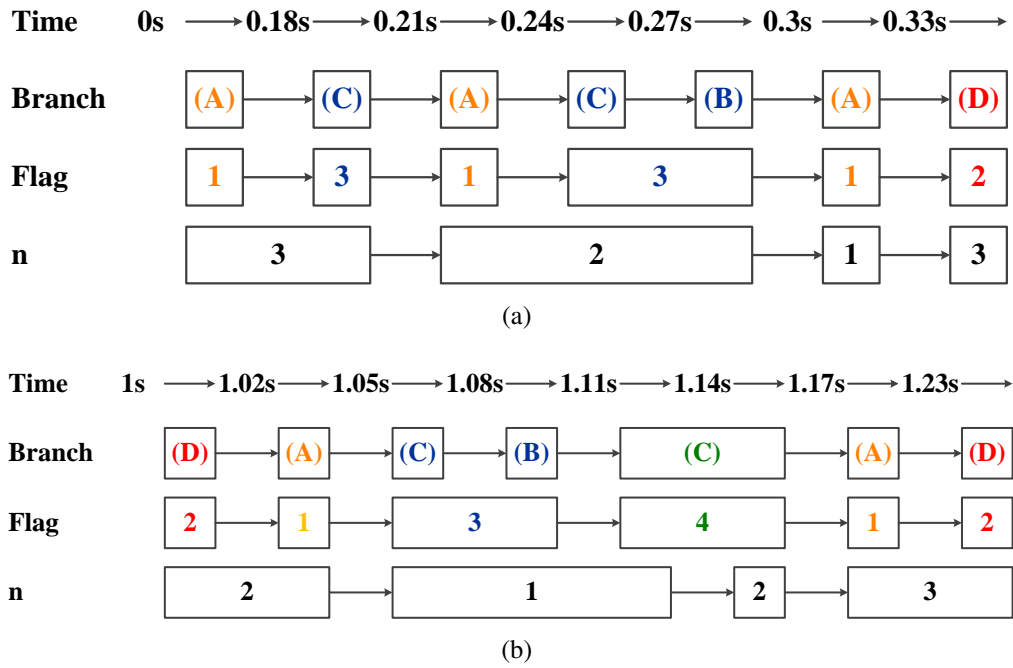 Time 0s 0.18s 0.21s 0.24s 0.27s 0.3s 0.33s
Branch (A) (C) (A) (C) (B) (A) (D)
Flag 1 3 1 3 1 2
n 3 2 1 3
(a)
Time 1s 1.02s 1.05s 1.08s 1.11s 1.14s 1.17s 1.23s
Branch (D) (A) (C) (B) (C) (A) (D)
Flag 2 1 3 4 1 2
n 2 1 2 3
(b)